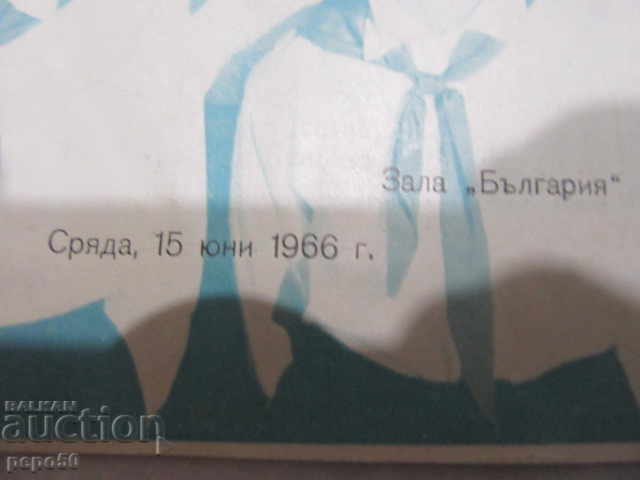 Зала „България“
Сряда, 15 юни 1966 г.
BALKAN
auction
pepo50